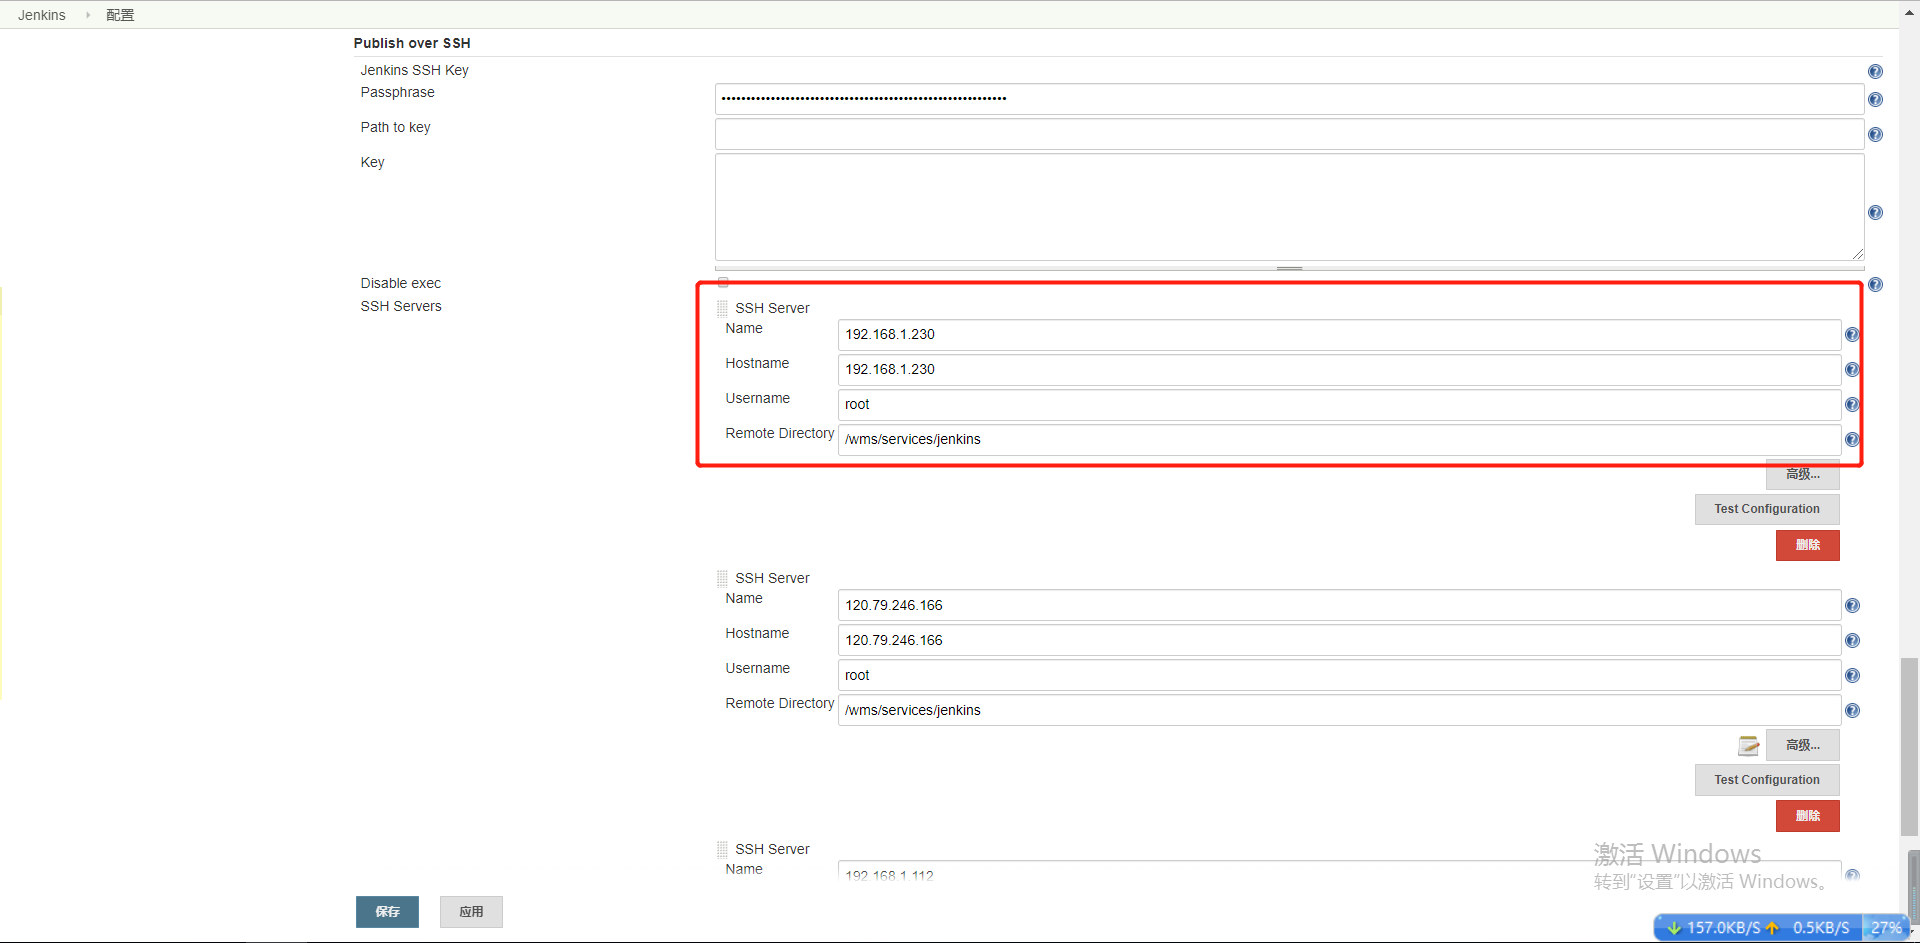 Jenkins 配置
Publish over SSH
Jenkins SSH Key
Passphrase
••••••••••••••••••••••••••••••••••••••••••••••••••••••••••
Path to key
Key
Disable exec
SSH Servers
SSH Server
Name 192.168.1.230
Hostname 192.168.1.230
Username root
Remote Directory /wms/services/jenkins
高级...
Test Configuration
删除
SSH Server
Name 120.79.246.166
Hostname 120.79.246.166
Username root
Remote Directory /wms/services/jenkins
高级...
Test Configuration
删除
SSH Server
Name 192.168.1.112
激活 Windows
转到“设置”以激活 Windows。
保存 应用
157.0KB/S 0.5KB/S 27%